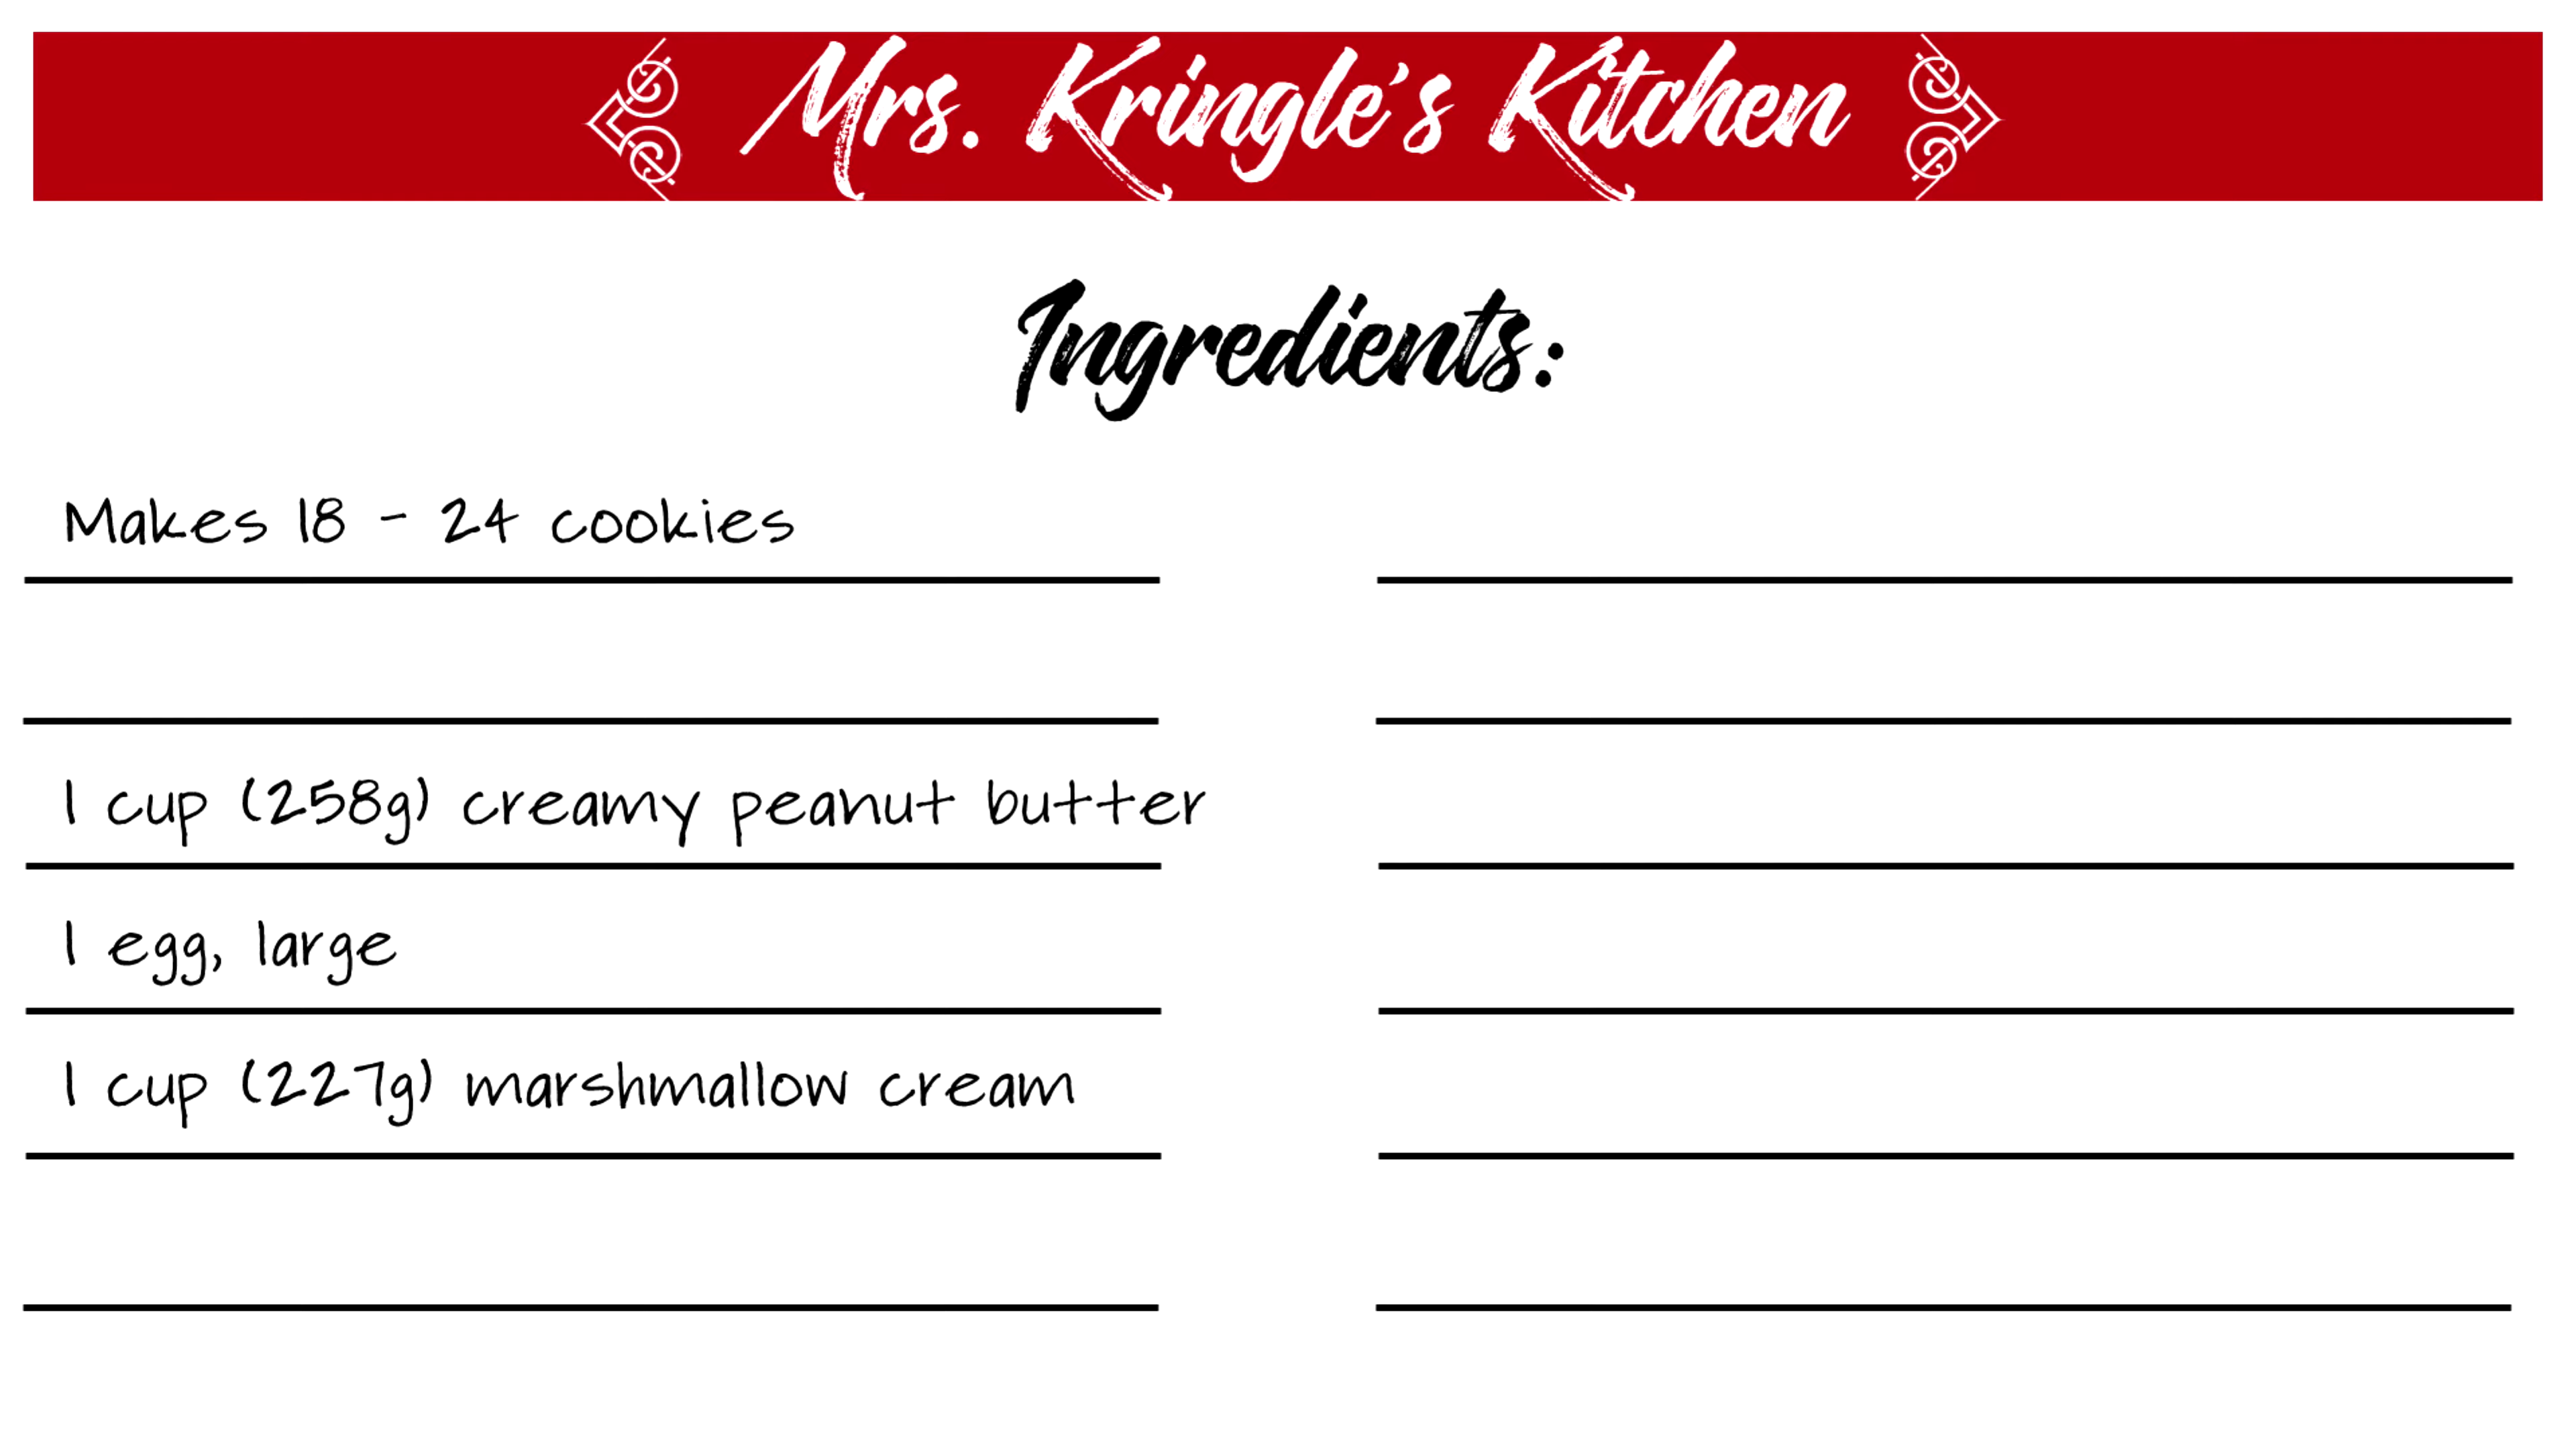 Mrs. Kringle's Kitchen
Ingredients:
Makes 18 - 24 cookies
1 cup (258g) creamy peanut butter
1 egg, large
1 cup (227g) marshmallow cream